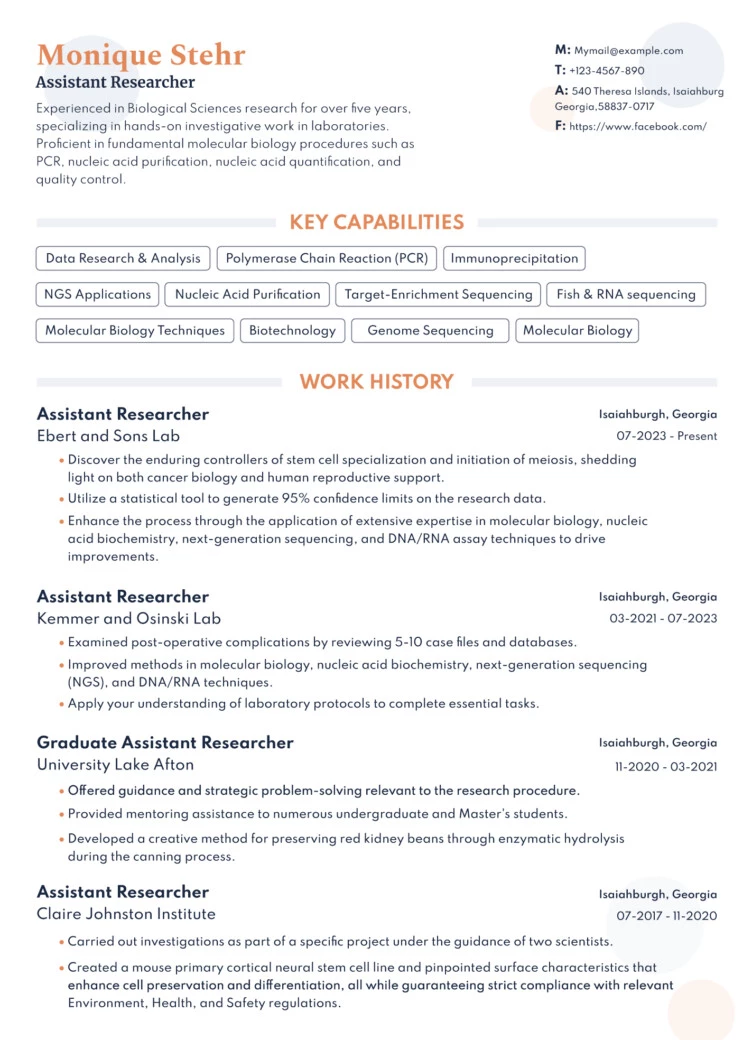 Monique Stehr
Assistant Researcher
Experienced in Biological Sciences research for over five years,
specializing in hands-on investigative work in laboratories.
Proficient in fundamental molecular biology procedures such as
PCR, nucleic acid purification, nucleic acid quantification, and
quality control.
M: Mymail@example.com
T: +123-4567-890
A: 540 Theresa Islands, Isaiahburg
Georgia,58837-0717
F: https://www.facebook.com/
KEY CAPABILITIES
Data Research & Analysis Polymerase Chain Reaction (PCR) Immunoprecipitation
NGS Applications Nucleic Acid Purification Target-Enrichment Sequencing Fish & RNA sequencing
Molecular Biology Techniques Biotechnology Genome Sequencing Molecular Biology
WORK HISTORY
Assistant Researcher Isaiahburgh, Georgia
Ebert and Sons Lab 07-2023 - Present
• Discover the enduring controllers of stem cell specialization and initiation of meiosis, shedding
light on both cancer biology and human reproductive support.
• Utilize a statistical tool to generate 95% confidence limits on the research data.
• Enhance the process through the application of extensive expertise in molecular biology, nucleic
acid biochemistry, next-generation sequencing, and DNA/RNA assay techniques to drive
improvements.
Assistant Researcher Isaiahburgh, Georgia
Kemmer and Osinski Lab 03-2021 - 07-2023
• Examined post-operative complications by reviewing 5-10 case files and databases.
• Improved methods in molecular biology, nucleic acid biochemistry, next-generation sequencing
(NGS), and DNA/RNA techniques.
• Apply your understanding of laboratory protocols to complete essential tasks.
Graduate Assistant Researcher Isaiahburgh, Georgia
University Lake Afton 11-2020 - 03-2021
• Offered guidance and strategic problem-solving relevant to the research procedure.
• Provided mentoring assistance to numerous undergraduate and Master's students.
• Developed a creative method for preserving red kidney beans through enzymatic hydrolysis
during the canning process.
Assistant Researcher Isaiahburgh, Georgia
Claire Johnston Institute 07-2017 - 11-2020
• Carried out investigations as part of a specific project under the guidance of two scientists.
• Created a mouse primary cortical neural stem cell line and pinpointed surface characteristics that
enhance cell preservation and differentiation, all while guaranteeing strict compliance with relevant
Environment, Health, and Safety regulations.